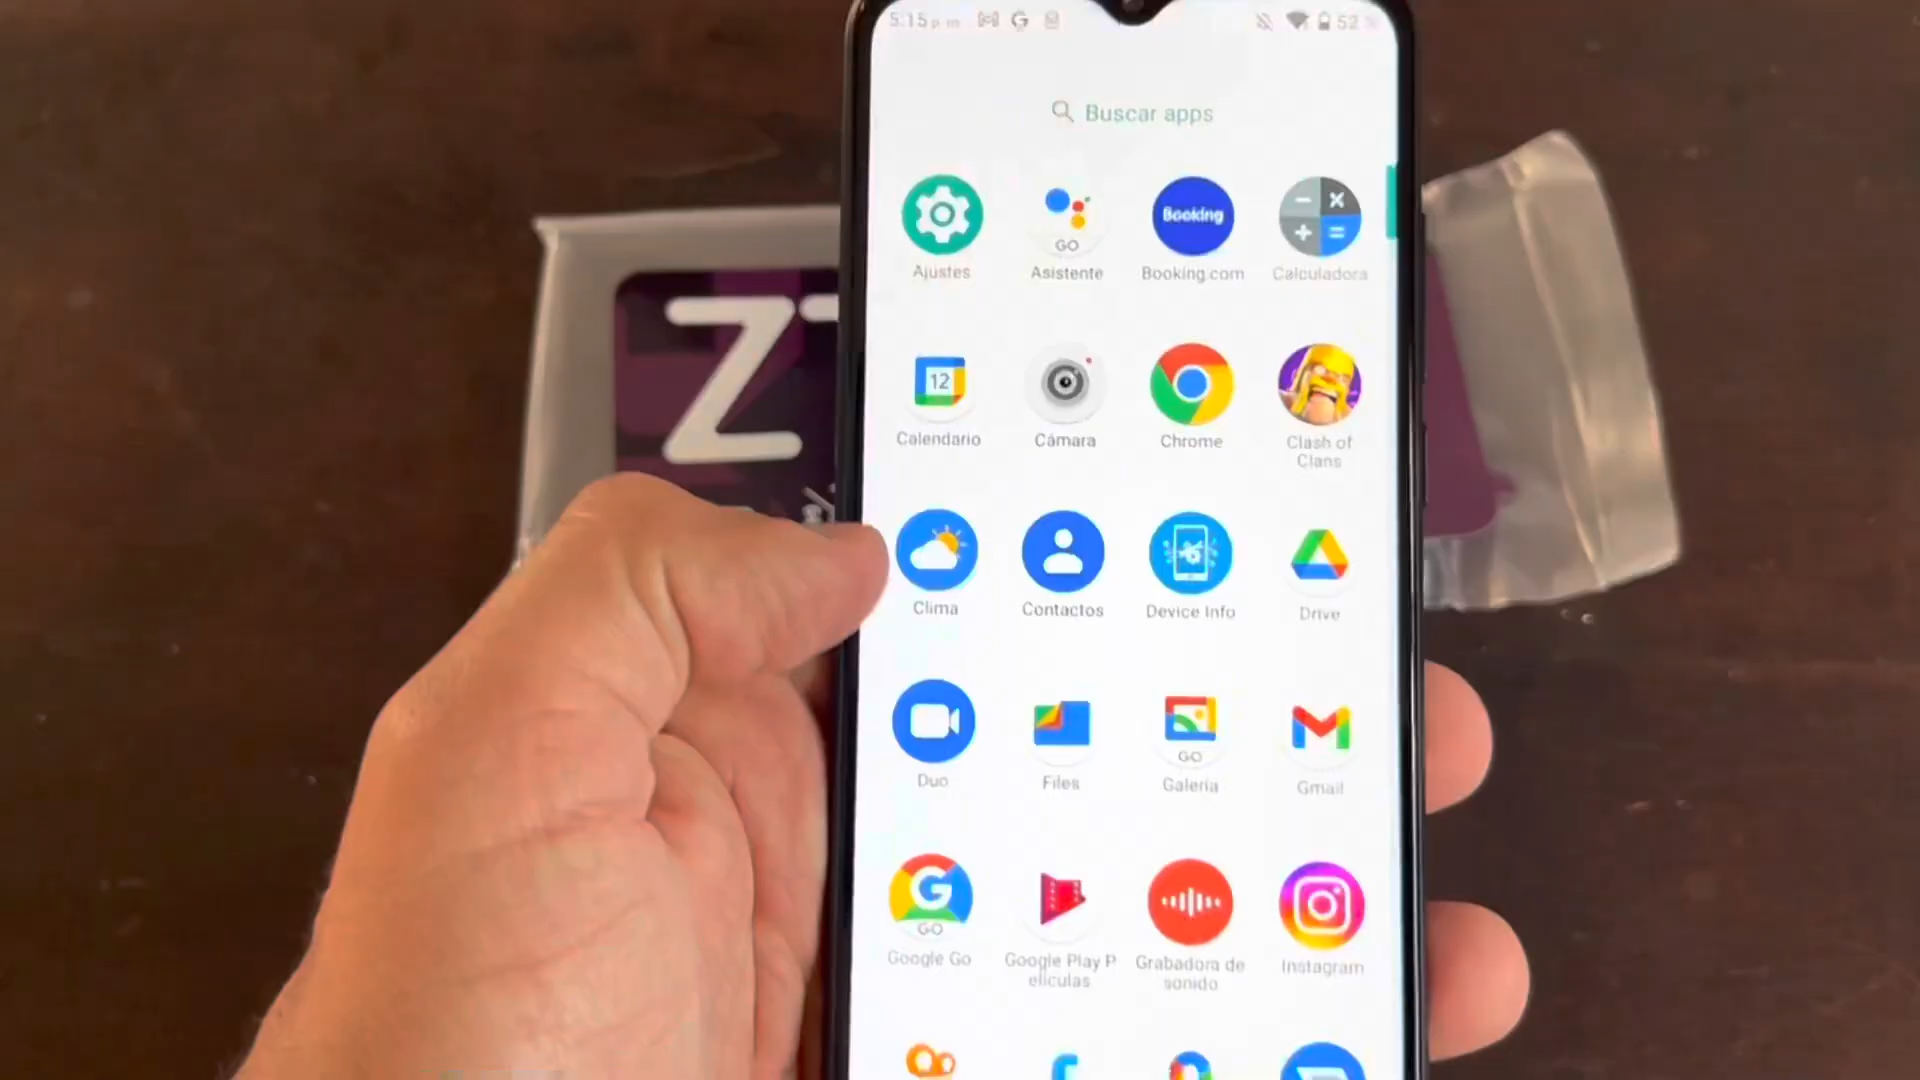 5:15 p. m.
52 %
Buscar apps
Booking
GO
Ajustes
Asistente
Booking.com
Calculadora
12
Calendario
Cámara
Chrome
Clash of
Clans
Clima
Contactos
Device Info
Drive
GO
Duo
Files
Galería
Gmail
G
GO
Google Go
Google Play P
elículas
Grabadora de
sonido
Instagram